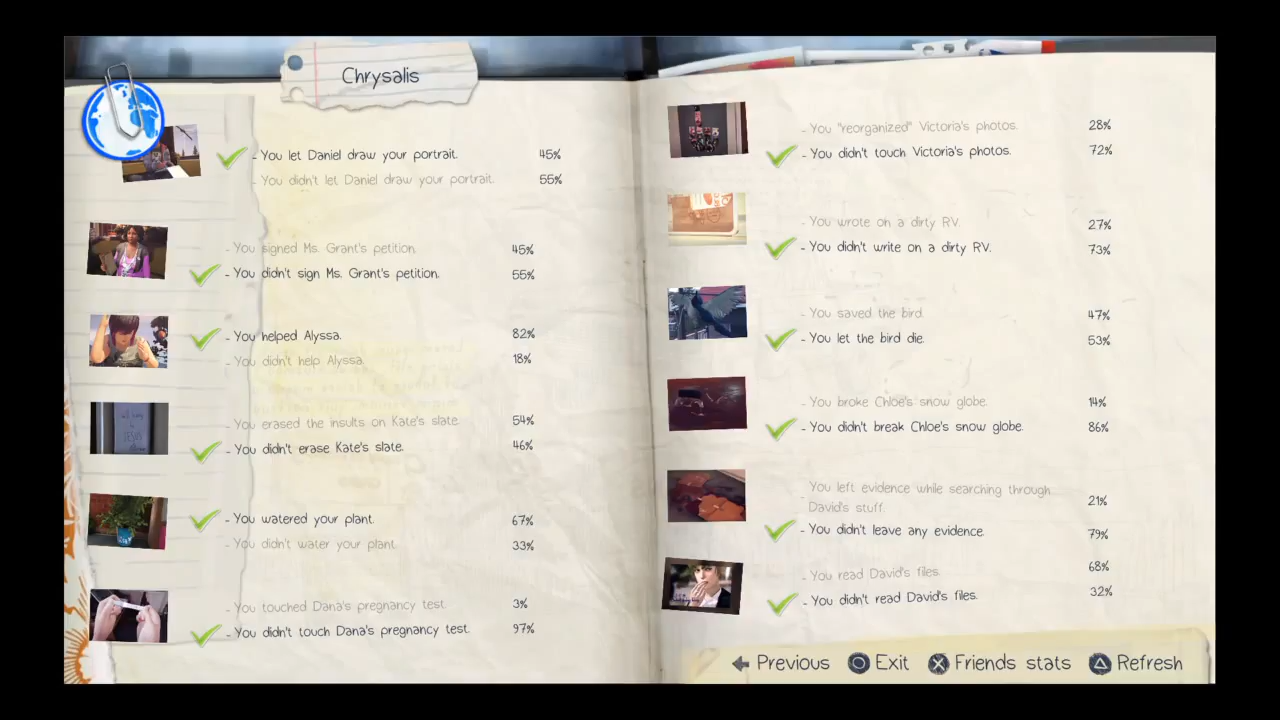 Chrysalis
- You let Daniel draw your portrait. 45%
- You didn't let Daniel draw your portrait. 55%
- You signed Ms. Grant's petition. 45%
- You didn't sign Ms. Grant's petition. 55%
- You helped Alyssa. 82%
- You didn't help Alyssa. 18%
- You erased the insults on Kate's slate. 54%
- You didn't erase Kate's slate. 46%
- You watered your plant. 67%
- You didn't water your plant. 33%
- You touched Dana's pregnancy test. 3%
- You didn't touch Dana's pregnancy test. 97%
- You "reorganized" Victoria's photos. 28%
- You didn't touch Victoria's photos. 72%
- You wrote on a dirty RV. 27%
- You didn't write on a dirty RV. 73%
- You saved the bird. 47%
- You let the bird die. 53%
- You broke Chloe's snow globe. 14%
- You didn't break Chloe's snow globe. 86%
- You left evidence while searching through
David's stuff. 21%
- You didn't leave any evidence. 79%
- You read David's files. 68%
- You didn't read David's files. 32%
Previous Exit Friends stats Refresh